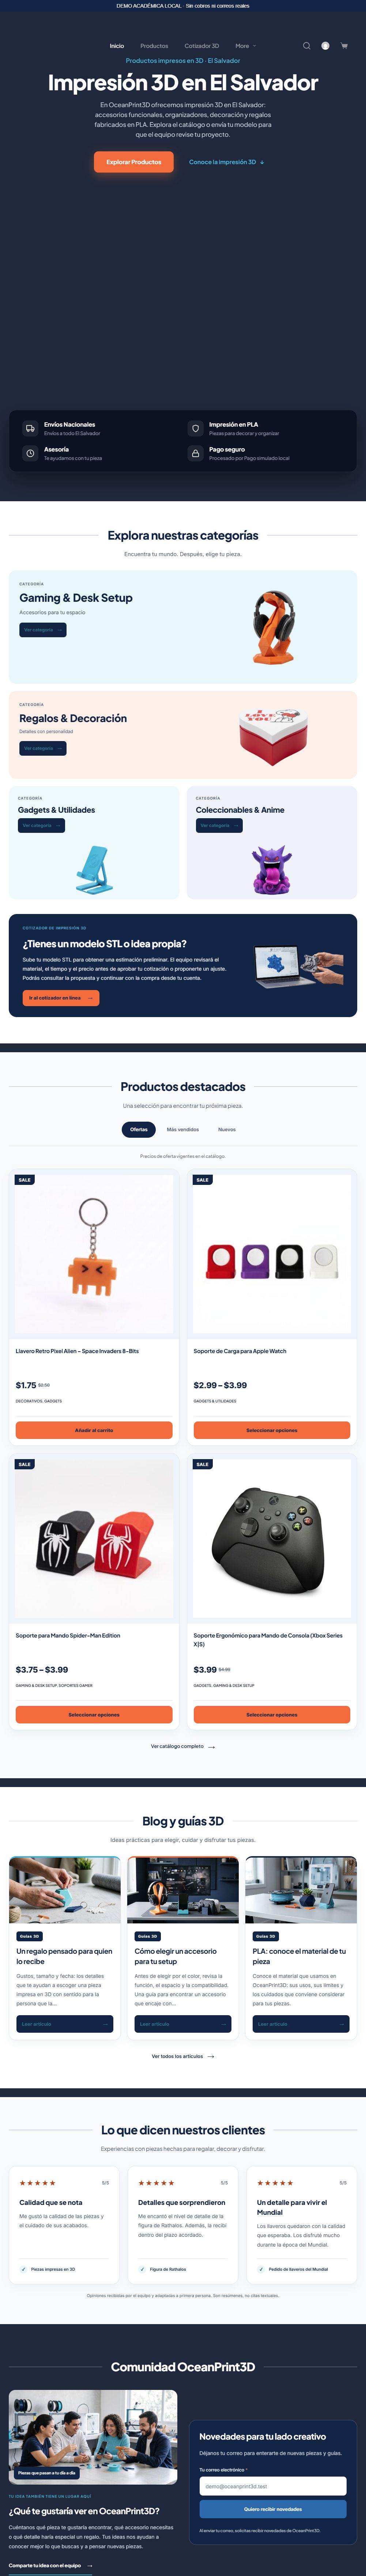 DEMO ACADÉMICA LOCAL · Sin cobros ni correos reales
Inicio
Productos
Cotizador 3D
More
Productos impresos en 3D · El Salvador
Impresión 3D en El Salvador
En OceanPrint3D ofrecemos impresión 3D en El Salvador:
accesorios funcionales, organizadores, decoración y regalos
fabricados en PLA. Explora el catálogo o envía tu modelo para
que el equipo revise tu proyecto.
Explorar Productos
Conoce la impresión 3D
Envíos Nacionales
Envíos a todo El Salvador
Impresión en PLA
Piezas para decorar y organizar
Asesoría
Te ayudamos con tu pieza
Pago seguro
Procesado por Pago simulado local
Explora nuestras categorías
Encuentra tu mundo. Después, elige tu pieza.
CATEGORÍA
Gaming & Desk Setup
Accesorios para tu espacio
Ver categoría →
CATEGORÍA
Regalos & Decoración
Detalles con personalidad
Ver categoría →
CATEGORÍA
Gadgets & Utilidades
Ver categoría →
CATEGORÍA
Coleccionables & Anime
Ver categoría →
COTIZADOR DE IMPRESIÓN 3D
¿Tienes un modelo STL o idea propia?
Sube tu modelo STL para obtener una estimación preliminar. El equipo revisará el
material, el tiempo y el precio antes de aprobar tu cotización o proponerte un ajuste.
Podrás consultar la propuesta y continuar con la compra desde tu cuenta.
Ir al cotizador en línea →
Productos destacados
Una selección para encontrar tu próxima pieza.
Ofertas
Más vendidos
Nuevos
Precios de oferta vigentes en el catálogo.
SALE
Llavero Retro Pixel Alien – Space Invaders 8-Bits
$1.75
DECORATIVOS, GADGETS
Añadir al carrito
SALE
Soporte de Carga para Apple Watch
$2.99 – $3.99
GADGETS & UTILIDADES
Seleccionar opciones
SALE
Soporte para Mando Spider-Man Edition
$3.75 – $3.99
GAMING & DESK SETUP, SOPORTES GAMER
Seleccionar opciones
SALE
Soporte Ergonómico para Mando de Consola (Xbox Series
X|S)
$3.99 $4.99
GADGETS, GAMING & DESK SETUP
Seleccionar opciones
Ver catálogo completo →
Blog y guías 3D
Ideas prácticas para elegir, cuidar y disfrutar tus piezas.
Guías 3D
Un regalo pensado para quien
lo recibe
Gustos, tamaño y fecha: los detalles
que te ayudan a escoger una pieza
impresa en 3D con sentido para la
persona que la...
Leer artículo →
Guías 3D
Cómo elegir un accesorio
para tu setup
Antes de elegir por el color, revisa la
función, el espacio y la compatibilidad.
Una guía para encontrar un accesorio
que encaje con...
Leer artículo →
Guías 3D
PLA: conoce el material de tu
pieza
Conoce el material que usamos en
OceanPrint3D: sus usos, sus límites y
los cuidados que conviene considerar
para tus piezas.
Leer artículo →
Ver todos los artículos →
Lo que dicen nuestros clientes
Experiencias con piezas hechas para regalar, decorar y disfrutar.
★★★★★ 5/5
Calidad que se nota
Me gustó la calidad de las piezas y
el cuidado de sus acabados.
✓ Piezas impresas en 3D
★★★★★ 5/5
Detalles que sorprendieron
Me encantó el nivel de detalle de la
figura de Rathalos. Además, la recibí
dentro del plazo acordado.
✓ Figura de Rathalos
★★★★★ 5/5
Un detalle para vivir el
Mundial
Los llaveros quedaron con la calidad
que esperaba. Los disfruté mucho
durante la época del Mundial.
✓ Pedido de llaveros del Mundial
Opiniones recibidas por el equipo y adaptadas a primera persona. Son resúmenes, no citas textuales.
Comunidad OceanPrint3D
Piezas que pasan a tu día a día
TU IDEA TAMBIÉN TIENE UN LUGAR AQUÍ
¿Qué te gustaría ver en OceanPrint3D?
Cuéntanos qué pieza te gustaría encontrar, qué accesorio necesitas
o qué detalle haría especial un regalo. Tus ideas nos ayudan a
conocer mejor lo que buscas y a pensar nuevas piezas.
Comparte tu idea con el equipo →
Novedades para tu lado creativo
Déjanos tu correo para enterarte de nuevas piezas y guías.
Tu correo electrónico *
demo@oceanprint3d.test
Quiero recibir novedades
Al enviar tu correo, solicitas recibir novedades de OceanPrint3D.